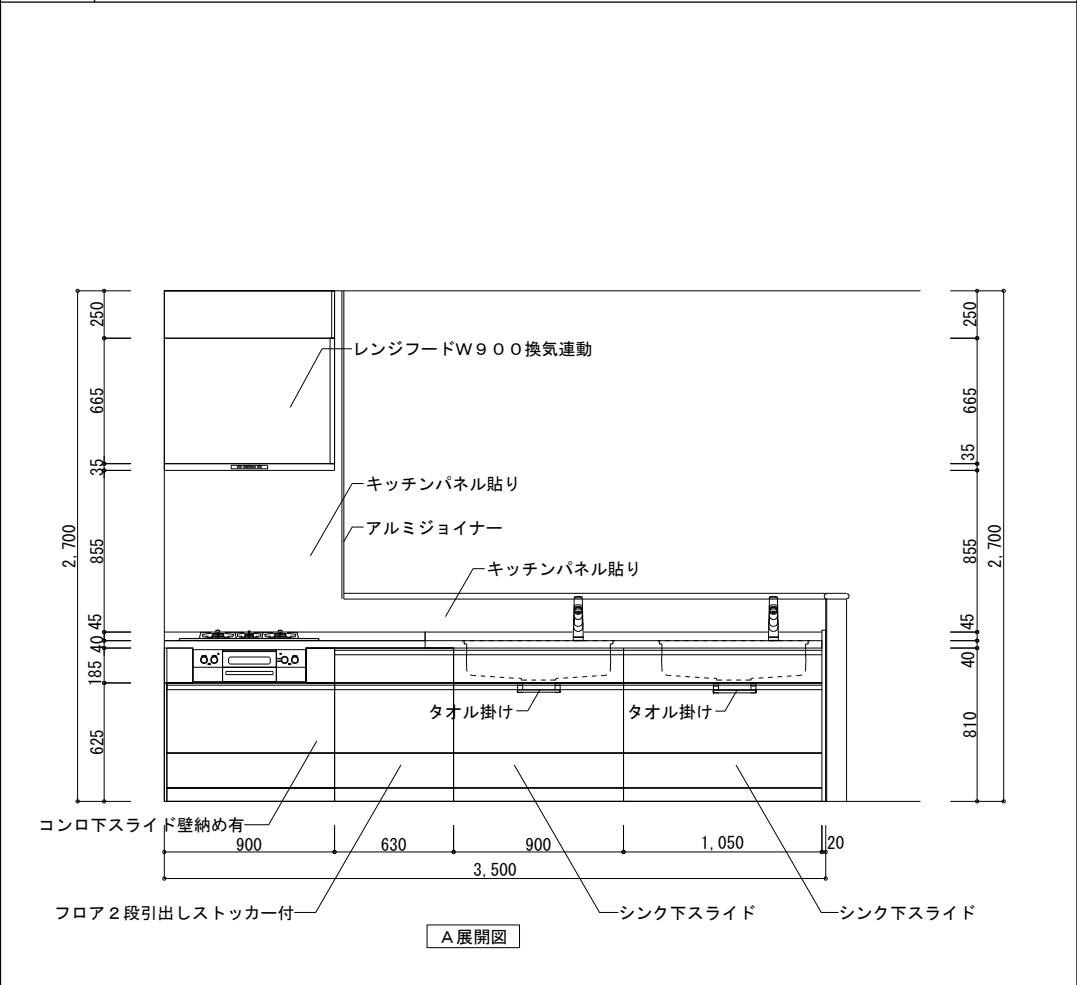 250
665
35
855
45
40
185
625
2,700
レンジフードW９００換気連動
キッチンパネル貼り
アルミジョイナー
キッチンパネル貼り
250
665
35
855
45
40
810
2,700
タオル掛け
タオル掛け
コンロ下スライド壁納め有
900
630
900
1,050
20
3,500
フロア２段引出しストッカー付
シンク下スライド
シンク下スライド
Ａ展開図